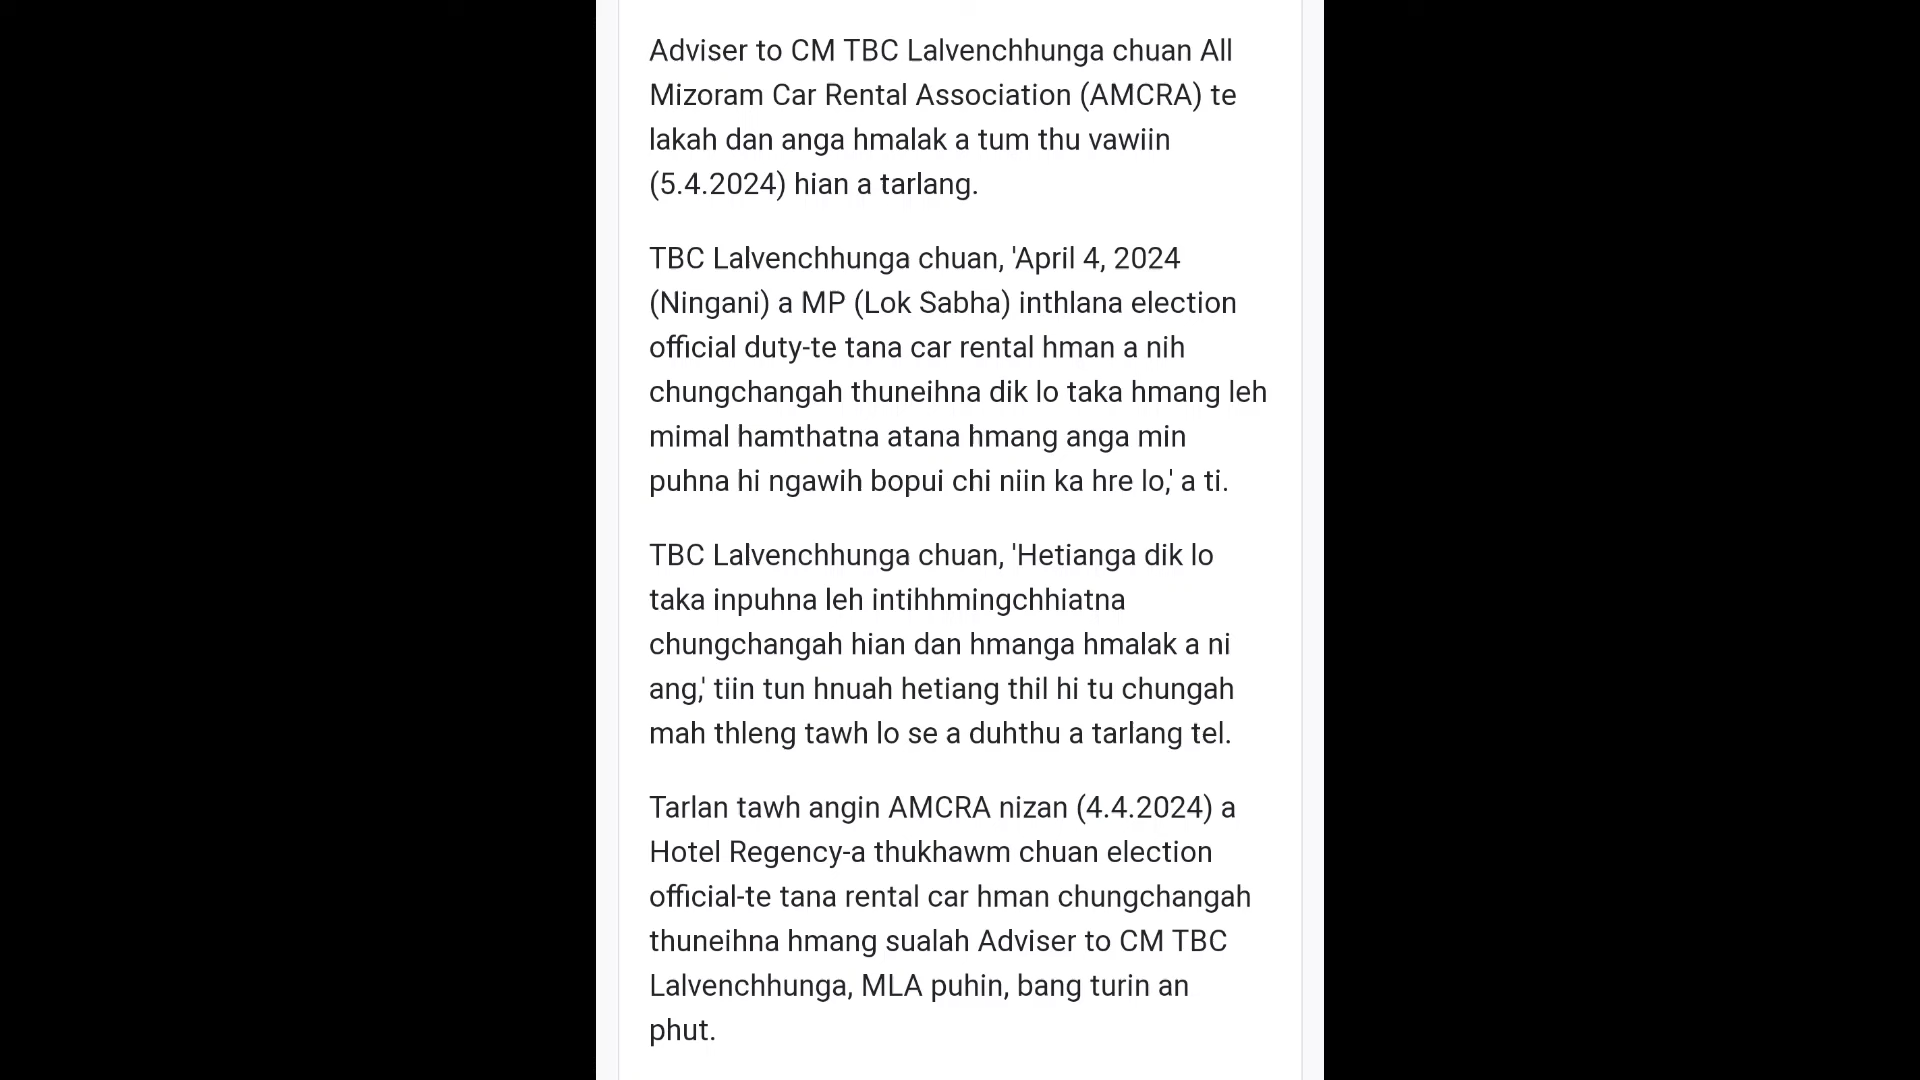 Adviser to CM TBC Lalvenchhunga chuan All
Mizoram Car Rental Association (AMCRA) te
lakah dan anga hmalak a tum thu vawiin
(5.4.2024) hian a tarlang.
TBC Lalvenchhunga chuan, 'April 4, 2024
(Ningani) a MP (Lok Sabha) inthlana election
official duty-te tana car rental hman a nih
chungchangah thuneihna dik lo taka hmang leh
mimal hamthatna atana hmang anga min
puhna hi ngawih bopui chi niin ka hre lo,' a ti.
TBC Lalvenchhunga chuan, 'Hetianga dik lo
taka inpuhna leh intihhmingchhiatna
chungchangah hian dan hmanga hmalak a ni
ang,' tiin tun hnuah hetiang thil hi tu chungah
mah thleng tawh lo se a duhthu a tarlang tel.
Tarlan tawh angin AMCRA nizan (4.4.2024) a
Hotel Regency-a thukhawm chuan election
official-te tana rental car hman chungchangah
thuneihna hmang sualah Adviser to CM TBC
Lalvenchhunga, MLA puhin, bang turin an
phut.